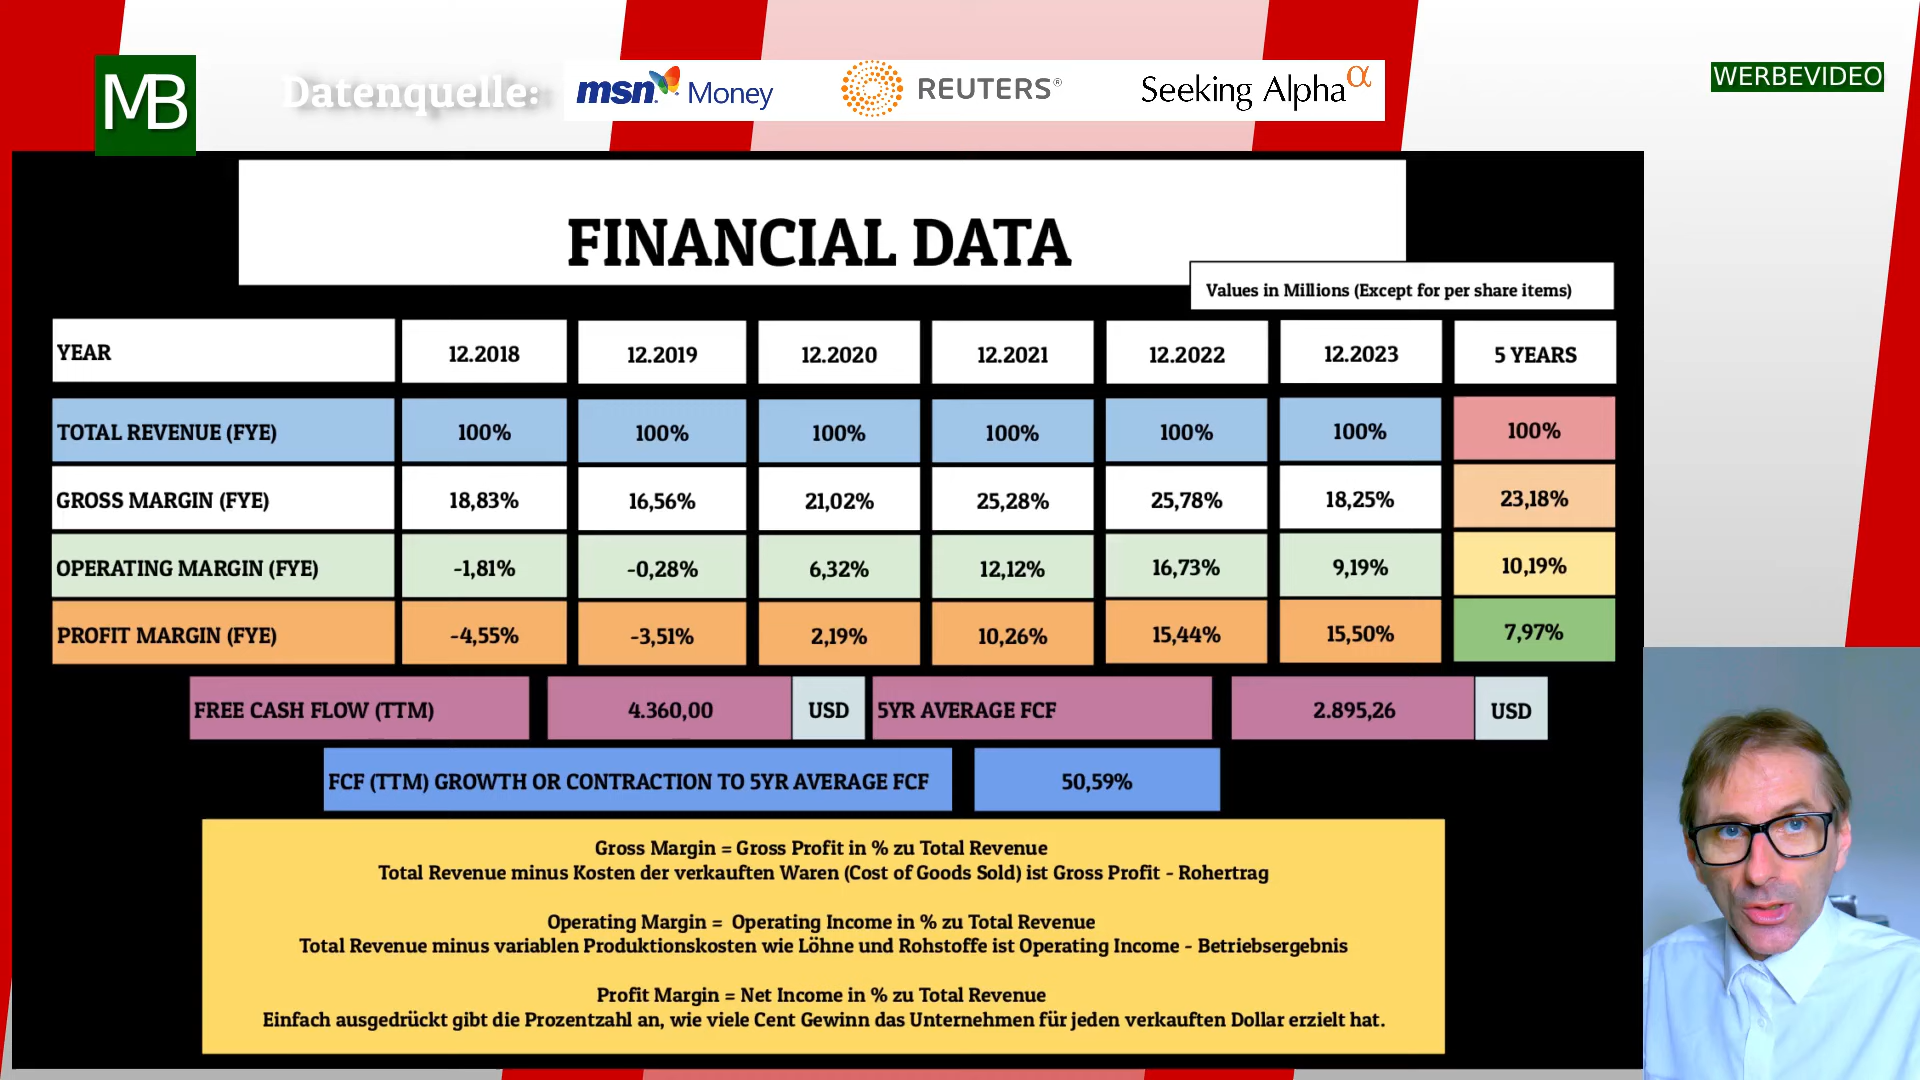 MB
Datenquelle:
msn Money
REUTERS®
Seeking Alpha α
WERBEVIDEO
FINANCIAL DATA
Values in Millions (Except for per share items)
YEAR 12.2018 12.2019 12.2020 12.2021 12.2022 12.2023 5 YEARS
TOTAL REVENUE (FYE) 100% 100% 100% 100% 100% 100% 100%
GROSS MARGIN (FYE) 18,83% 16,56% 21,02% 25,28% 25,78% 18,25% 23,18%
OPERATING MARGIN (FYE) -1,81% -0,28% 6,32% 12,12% 16,73% 9,19% 10,19%
PROFIT MARGIN (FYE) -4,55% -3,51% 2,19% 10,26% 15,44% 15,50% 7,97%
FREE CASH FLOW (TTM) 4.360,00 USD 5YR AVERAGE FCF 2.895,26 USD
FCF (TTM) GROWTH OR CONTRACTION TO 5YR AVERAGE FCF 50,59%
Gross Margin = Gross Profit in % zu Total Revenue
Total Revenue minus Kosten der verkauften Waren (Cost of Goods Sold) ist Gross Profit - Rohertrag
Operating Margin = Operating Income in % zu Total Revenue
Total Revenue minus variablen Produktionskosten wie Löhne und Rohstoffe ist Operating Income - Betriebsergebnis
Profit Margin = Net Income in % zu Total Revenue
Einfach ausgedrückt gibt die Prozentzahl an, wie viele Cent Gewinn das Unternehmen für jeden verkauften Dollar erzielt hat.